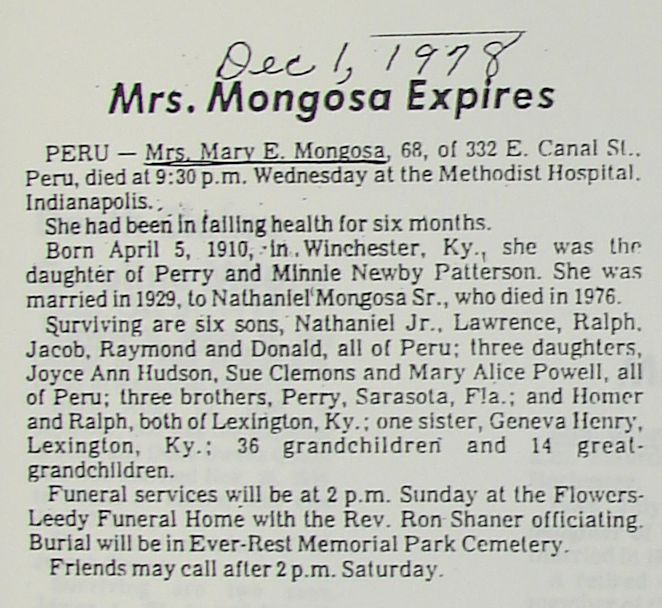 Dec 1, 1978
Mrs. Mongosa Expires
PERU — Mrs. Mary E. Mongosa, 68, of 332 E. Canal St.,
Peru, died at 9:30 p.m. Wednesday at the Methodist Hospital,
Indianapolis.
She had been in failing health for six months.
Born April 5, 1910, in Winchester, Ky., she was the
daughter of Perry and Minnie Newby Patterson. She was
married in 1929, to Nathaniel Mongosa Sr., who died in 1976.
Surviving are six sons, Nathaniel Jr., Lawrence, Ralph,
Jacob, Raymond and Donald, all of Peru; three daughters,
Joyce Ann Hudson, Sue Clemons and Mary Alice Powell, all
of Peru; three brothers, Perry, Sarasota, Fla.; and Homer
and Ralph, both of Lexington, Ky.; one sister, Geneva Henry,
Lexington, Ky.; 36 grandchildren and 14 great-
grandchildren.
Funeral services will be at 2 p.m. Sunday at the Flowers-
Leedy Funeral Home with the Rev. Ron Shaner officiating.
Burial will be in Ever-Rest Memorial Park Cemetery.
Friends may call after 2 p.m. Saturday.